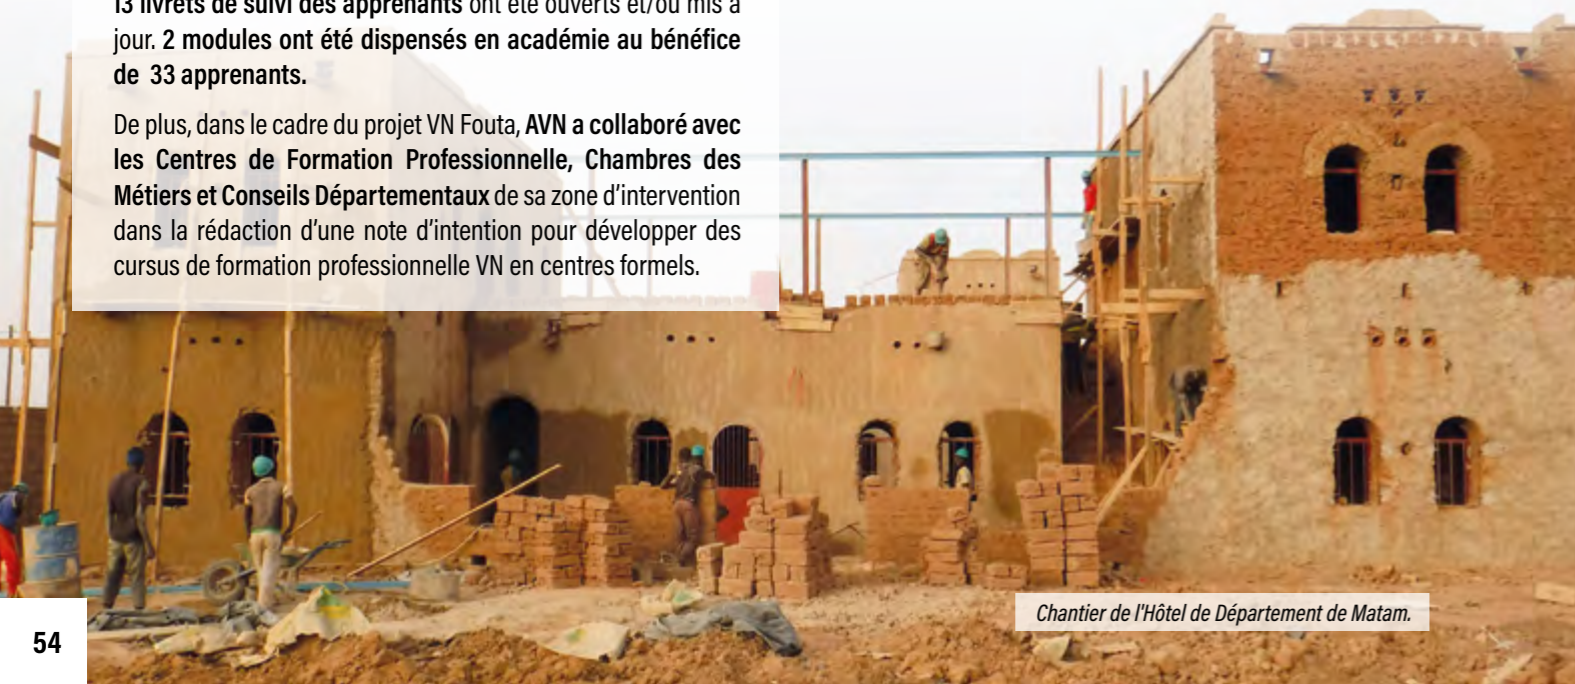 13 livrets de suivi des apprenants ont été ouverts et/ou mis à
jour. 2 modules ont été dispensés en académie au bénéfice
de 33 apprenants.
De plus, dans le cadre du projet VN Fouta, AVN a collaboré avec
les Centres de Formation Professionnelle, Chambres des
Métiers et Conseils Départementaux de sa zone d'intervention
dans la rédaction d'une note d'intention pour développer des
cursus de formation professionnelle VN en centres formels.
Chantier de l'Hôtel de Département de Matam.
54